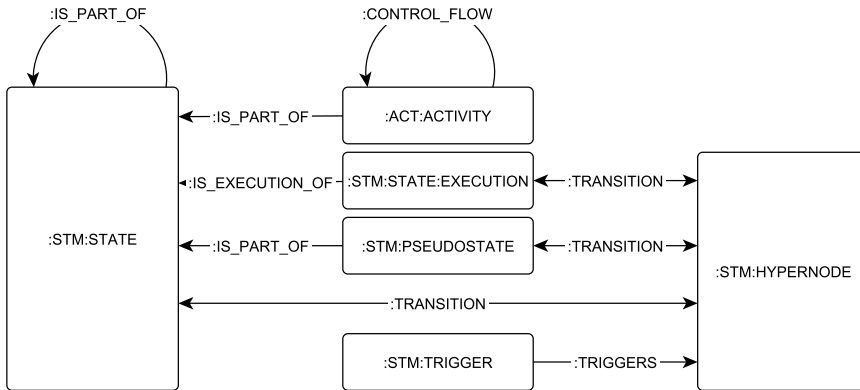 :IS_PART_OF
:CONTROL_FLOW
:IS_PART_OF
:ACT:ACTIVITY
:IS_EXECUTION_OF
:STM:STATE:EXECUTION
:TRANSITION
:STM:STATE
:IS_PART_OF
:STM:PSEUDOSTATE
:TRANSITION
:STM:HYPERNODE
:TRANSITION
:STM:TRIGGER
:TRIGGERS